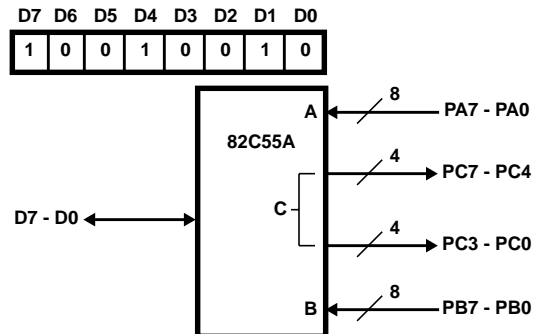 D7 D6 D5 D4 D3 D2 D1 D0
1 0 0 1 0 0 1 0
8
A PA7 - PA0
82C55A
4
PC7 - PC4
C
D7 - D0
4
PC3 - PC0
8
B PB7 - PB0